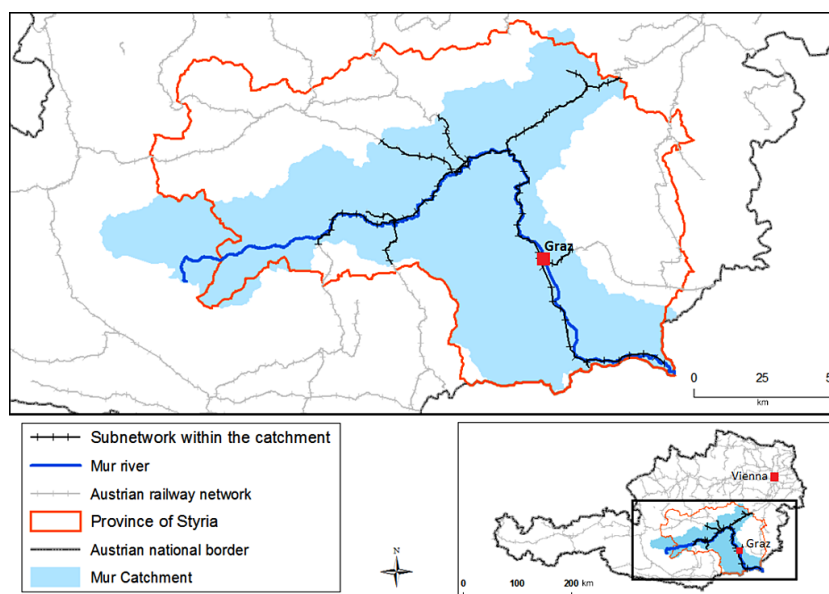 Graz
0 25 5
km
Subnetwork within the catchment
Mur river
Austrian railway network
Province of Styria
Austrian national border
Mur Catchment
N
Vienna
Graz
0 200 km